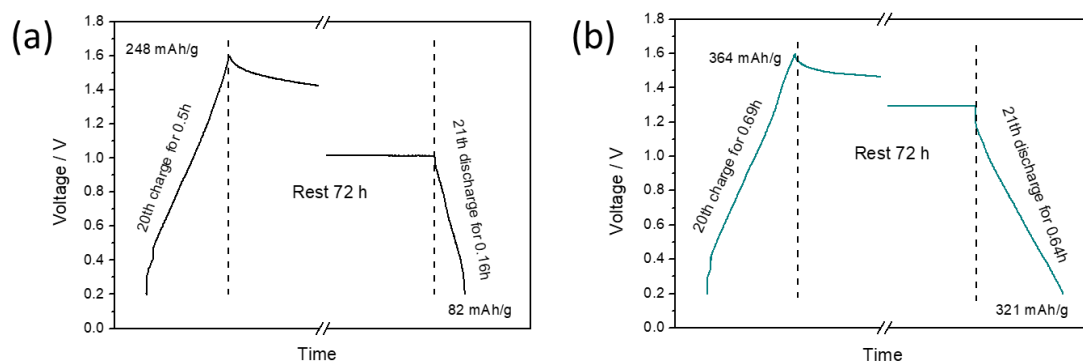 (a)
1.8
1.6
1.4
1.2
1.0
0.8
0.6
0.4
0.2
0.0
Voltage / V
248 mAh/g
20th charge for 0.5h
Rest 72 h
21th discharge for 0.16h
82 mAh/g
Time
(b)
1.8
1.6
1.4
1.2
1.0
0.8
0.6
0.4
0.2
0.0
Voltage / V
364 mAh/g
20th charge for 0.69h
Rest 72 h
21th discharge for 0.64h
321 mAh/g
Time